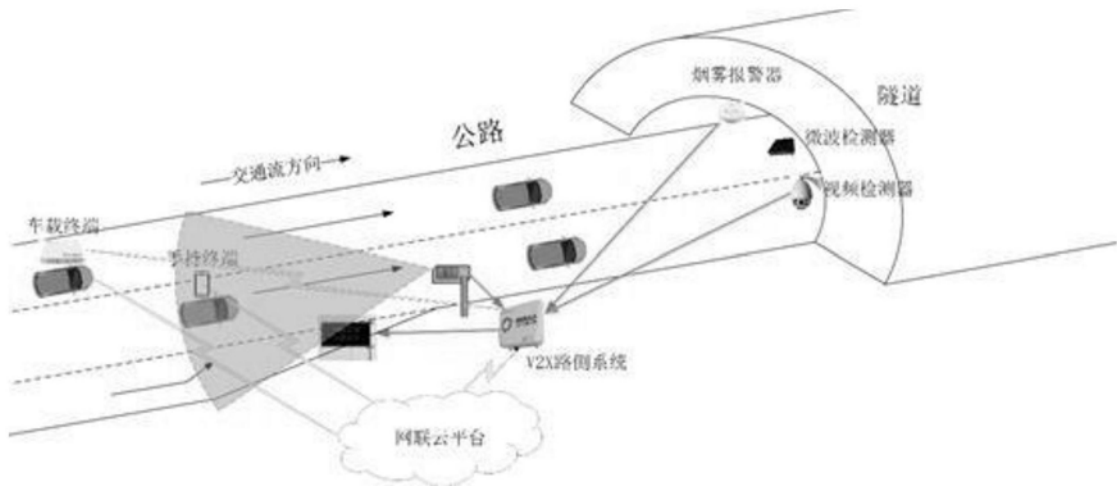 烟雾报警器
隧道
公路
微波检测器
交通流方向
视频检测器
车载终端
手持终端
V2X路侧系统
网联云平台